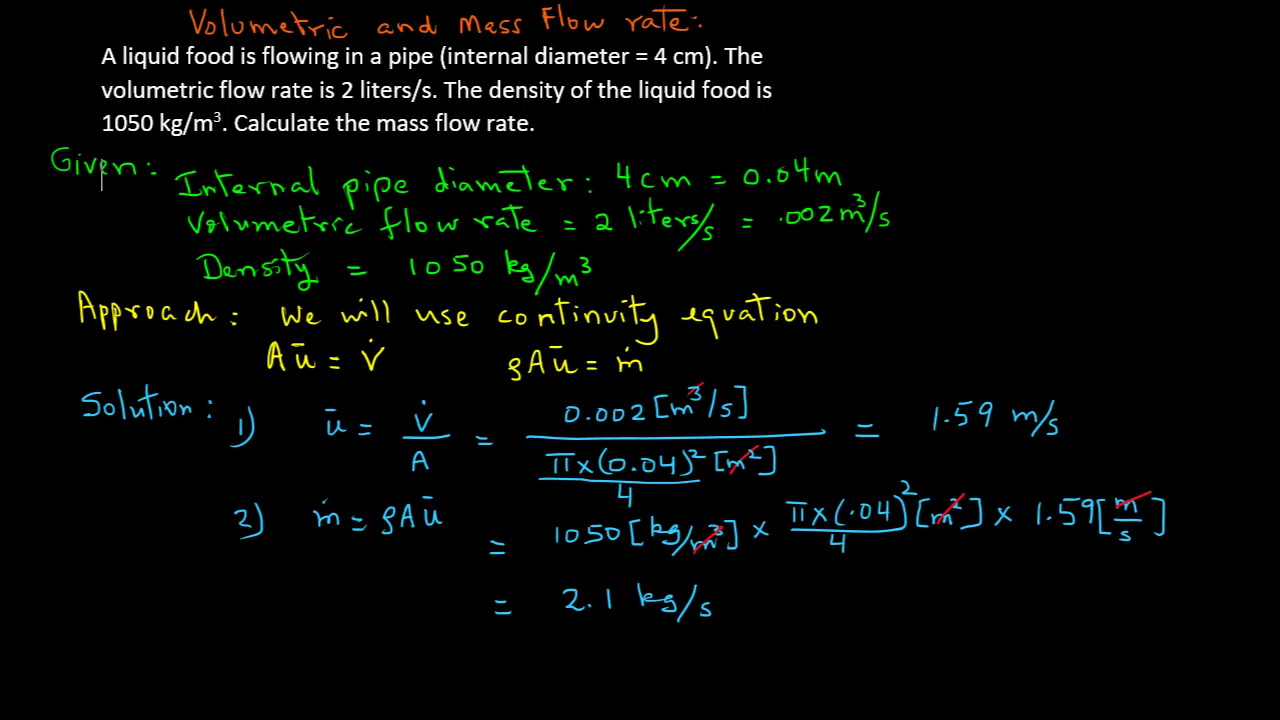 Volumetric and Mass Flow rate:
A liquid food is flowing in a pipe (internal diameter = 4 cm). The
volumetric flow rate is 2 liters/s. The density of the liquid food is
1050 kg/m³. Calculate the mass flow rate.
Given: Internal pipe diameter: 4 cm = 0.04m
Volumetric flow rate = 2 liters/s = .002 m³/s
Density = 1050 kg/m³
Approach: We will use continuity equation
Aū = V̇ ρAū = ṁ
Solution: 1) ū = V̇/A = 0.002 [m³/s] / (π×(0.04)²/4 [m²]) = 1.59 m/s
2) ṁ = ρAū
= 1050 [kg/m³] × π×(.04)²/4 [m²] × 1.59 [m/s]
= 2.1 kg/s